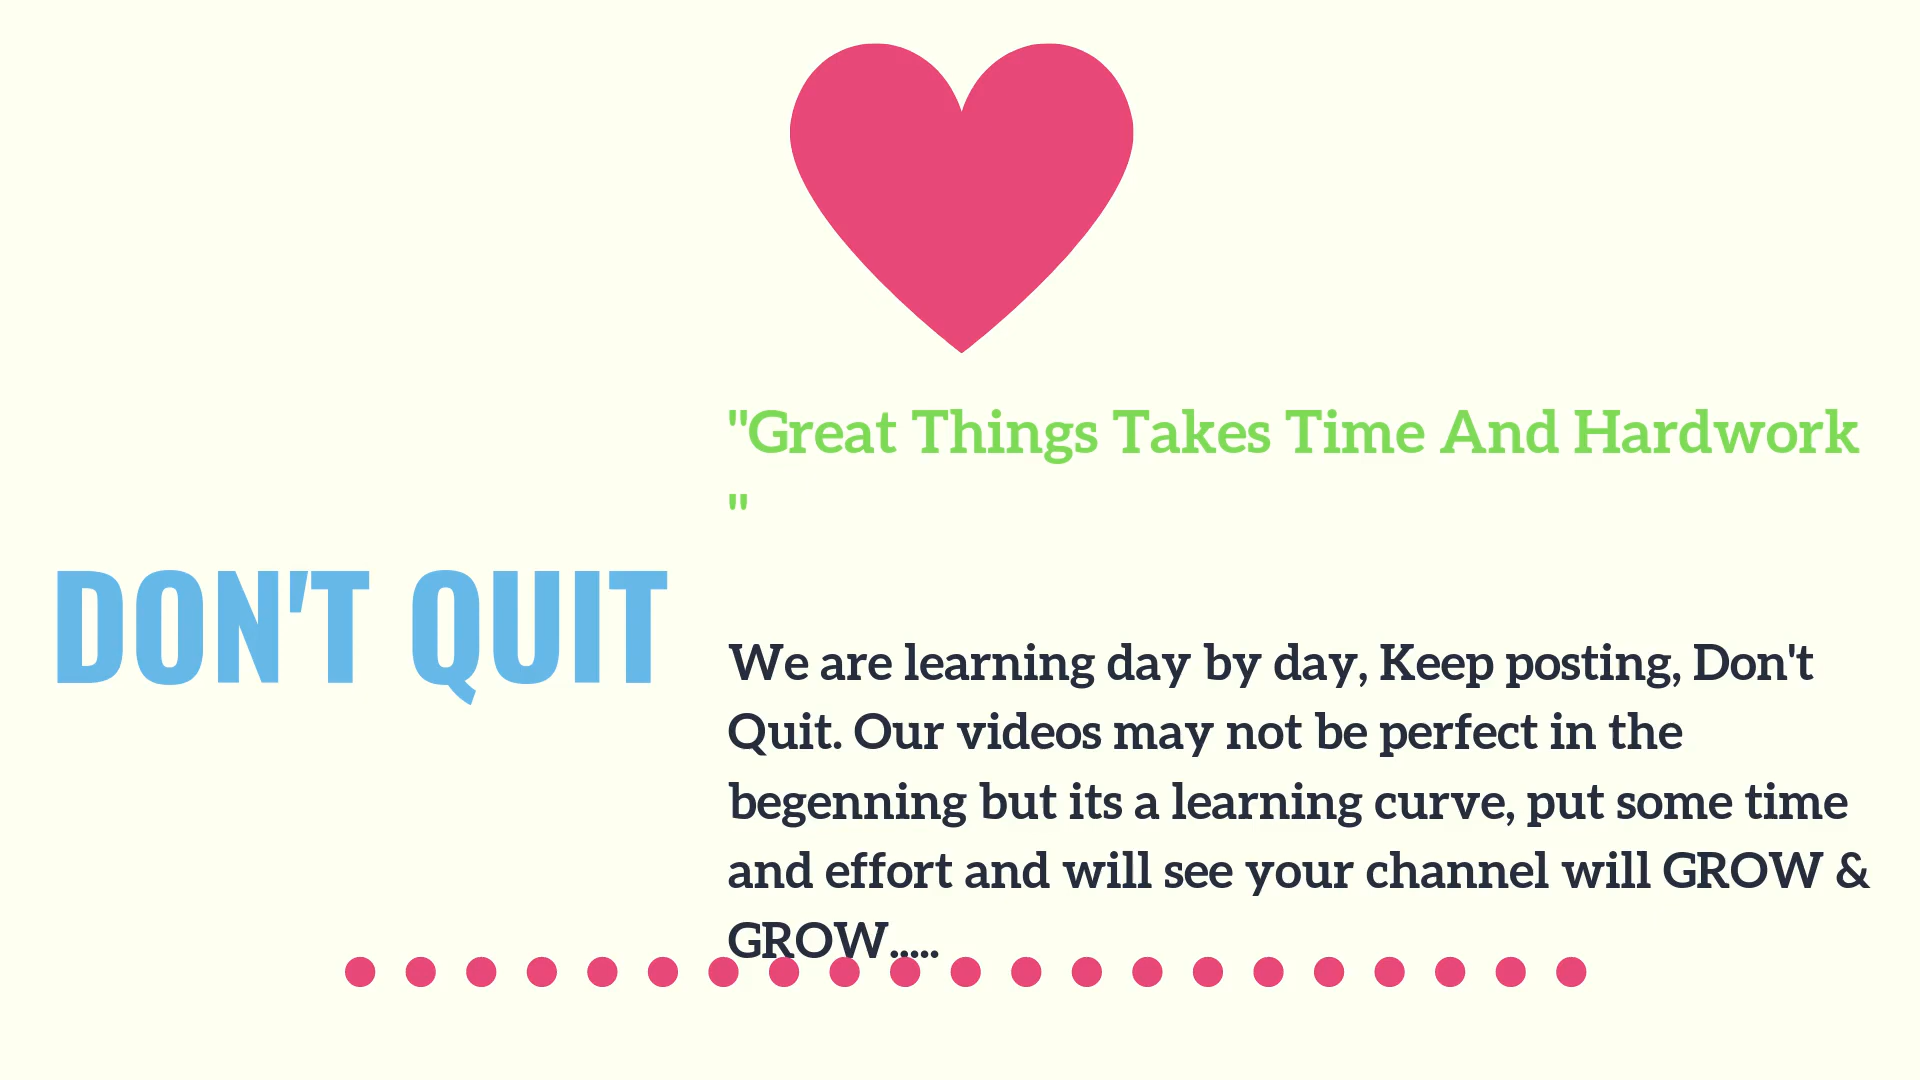 "Great Things Takes Time And Hardwork
"
DON'T QUIT
We are learning day by day, Keep posting, Don't
Quit. Our videos may not be perfect in the
begenning but its a learning curve, put some time
and effort and will see your channel will GROW &
GROW.....